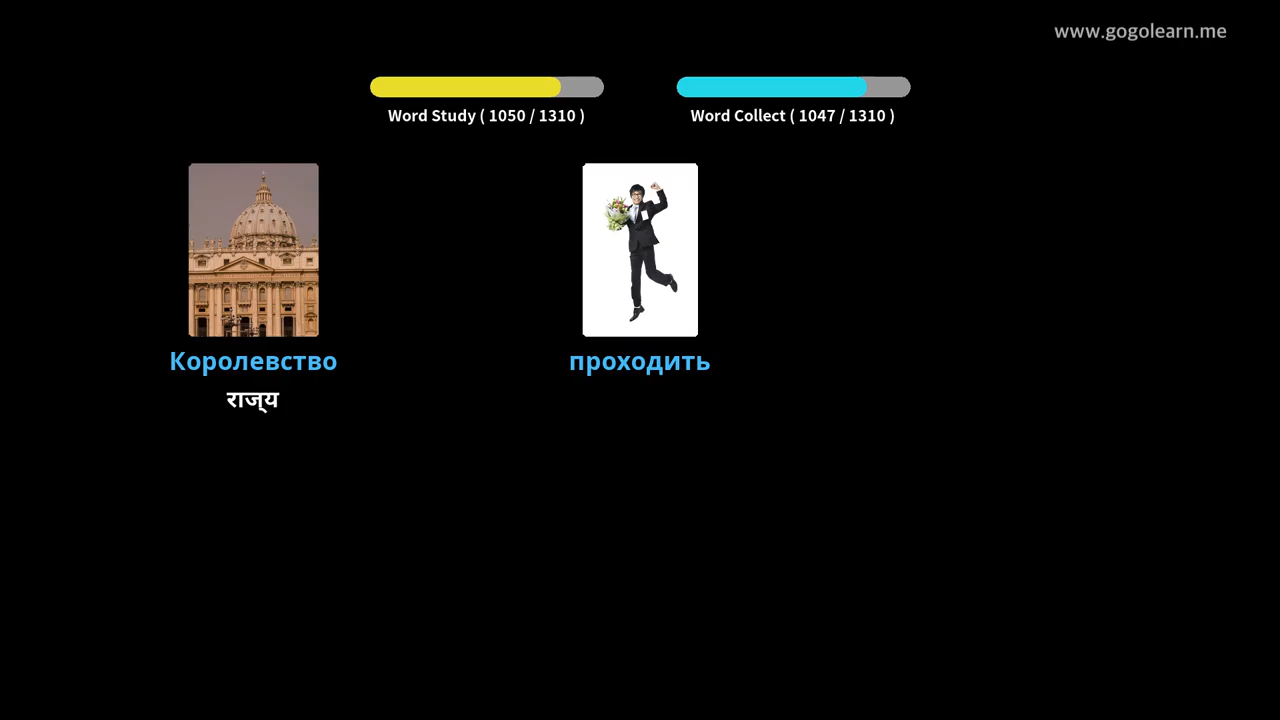 www.gogolearn.me
Word Study ( 1050 / 1310 )
Word Collect ( 1047 / 1310 )
Королевство
проходить
राज्य